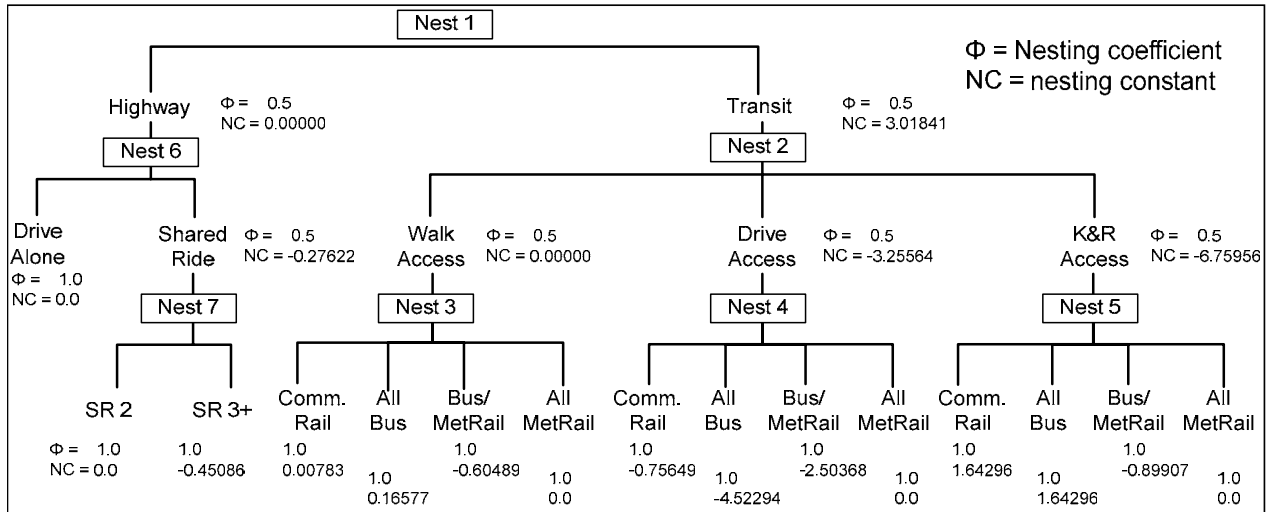 Nest 1
Φ = Nesting coefficient
NC = nesting constant
Highway
Φ = 0.5
NC = 0.00000
Nest 6
Transit
Φ = 0.5
NC = 3.01841
Nest 2
Drive
Alone
Φ = 1.0
NC = 0.0
Shared
Ride
Φ = 0.5
NC = -0.27622
Nest 7
Walk
Access
Φ = 0.5
NC = 0.00000
Nest 3
Drive
Access
Φ = 0.5
NC = -3.25564
Nest 4
K&R
Access
Φ = 0.5
NC = -6.75956
Nest 5
SR 2
Φ = 1.0
NC = 0.0
SR 3+
1.0
-0.45086
Comm.
Rail
1.0
0.00783
All
Bus
1.0
0.16577
Bus/
MetRail
1.0
-0.60489
All
MetRail
1.0
0.0
Comm.
Rail
1.0
-0.75649
All
Bus
1.0
-4.52294
Bus/
MetRail
1.0
-2.50368
All
MetRail
1.0
0.0
Comm.
Rail
1.0
1.64296
All
Bus
1.0
1.64296
Bus/
MetRail
1.0
-0.89907
All
MetRail
1.0
0.0